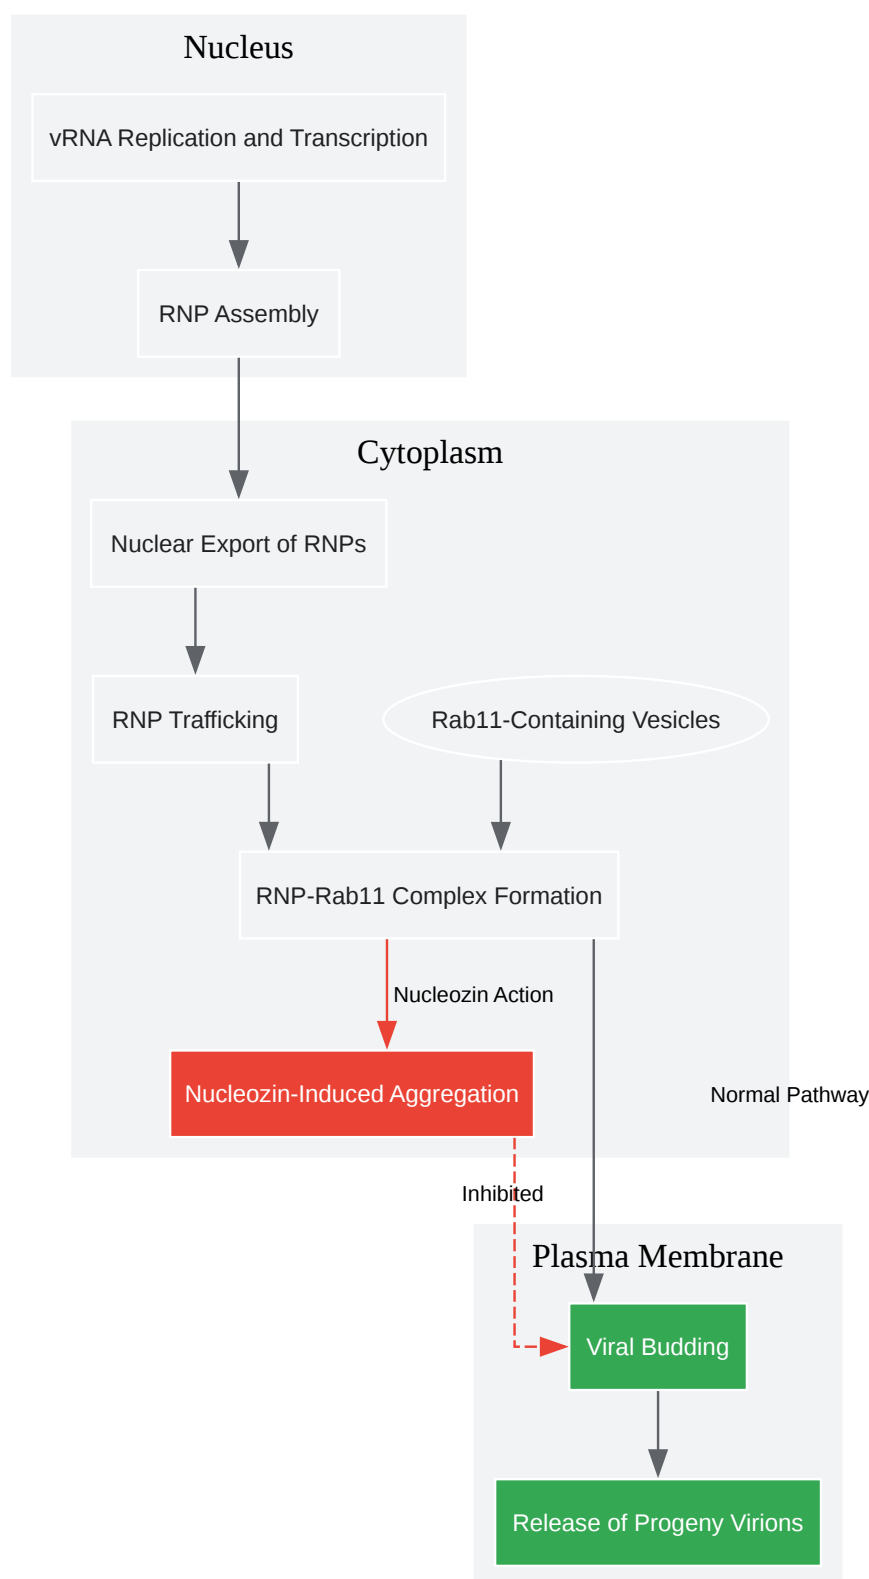 Nucleus
vRNA Replication and Transcription
RNP Assembly
Cytoplasm
Nuclear Export of RNPs
RNP Trafficking
Rab11-Containing Vesicles
RNP-Rab11 Complex Formation
Nucleozin Action
Nucleozin-Induced Aggregation
Normal Pathway
Inhibited
Plasma Membrane
Viral Budding
Release of Progeny Virions